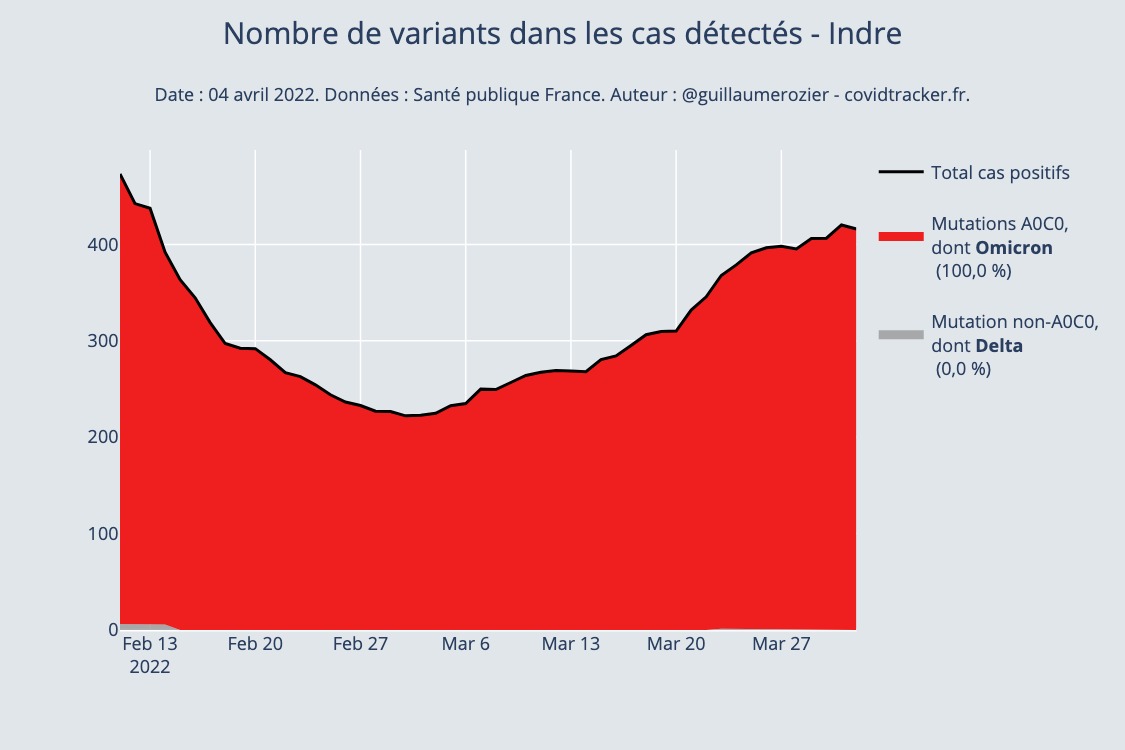 Nombre de variants dans les cas détectés - Indre
Date : 04 avril 2022. Données : Santé publique France. Auteur : @guillaumerozier - covidtracker.fr.
Total cas positifs
Mutations A0C0,
dont Omicron
(100,0 %)
Mutation non-A0C0,
dont Delta
(0,0 %)
400
300
200
100
0
Feb 13
2022
Feb 20
Feb 27
Mar 6
Mar 13
Mar 20
Mar 27